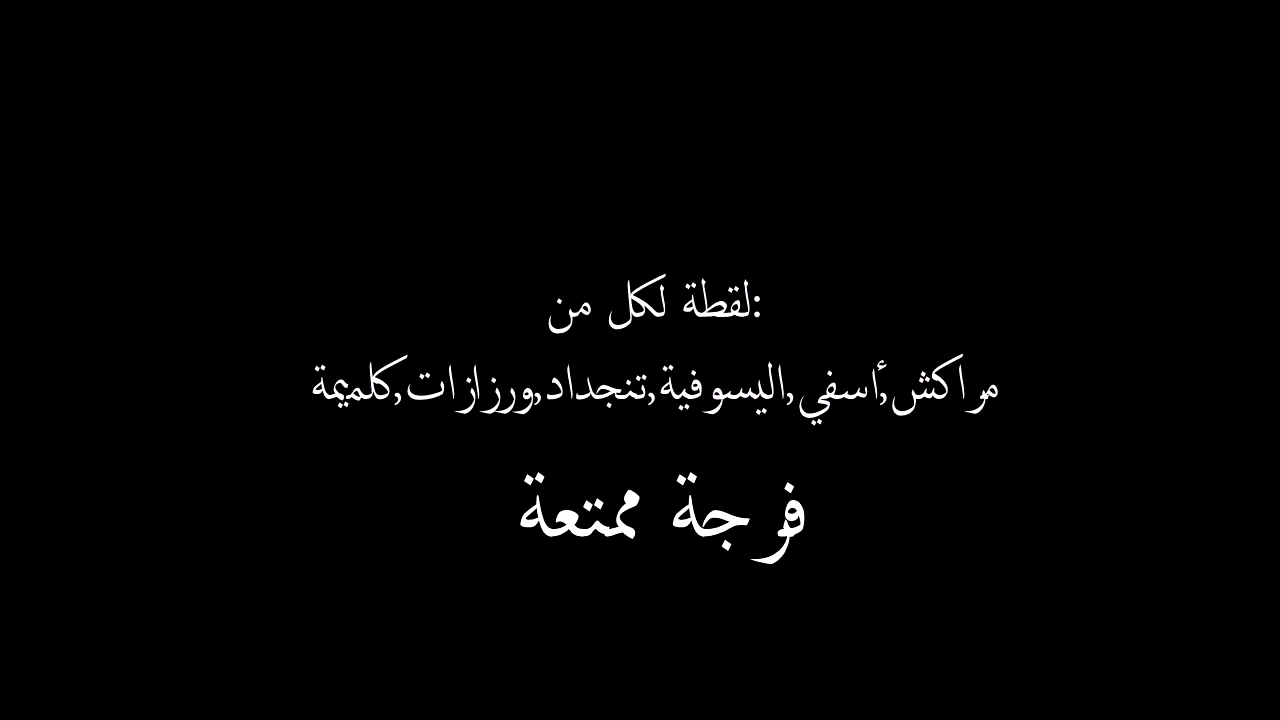 لقطة لكل من:
مراكش,أسفي,اليسوفية,تنجداد,ورزازات,كلميمة
فرجة ممتعة